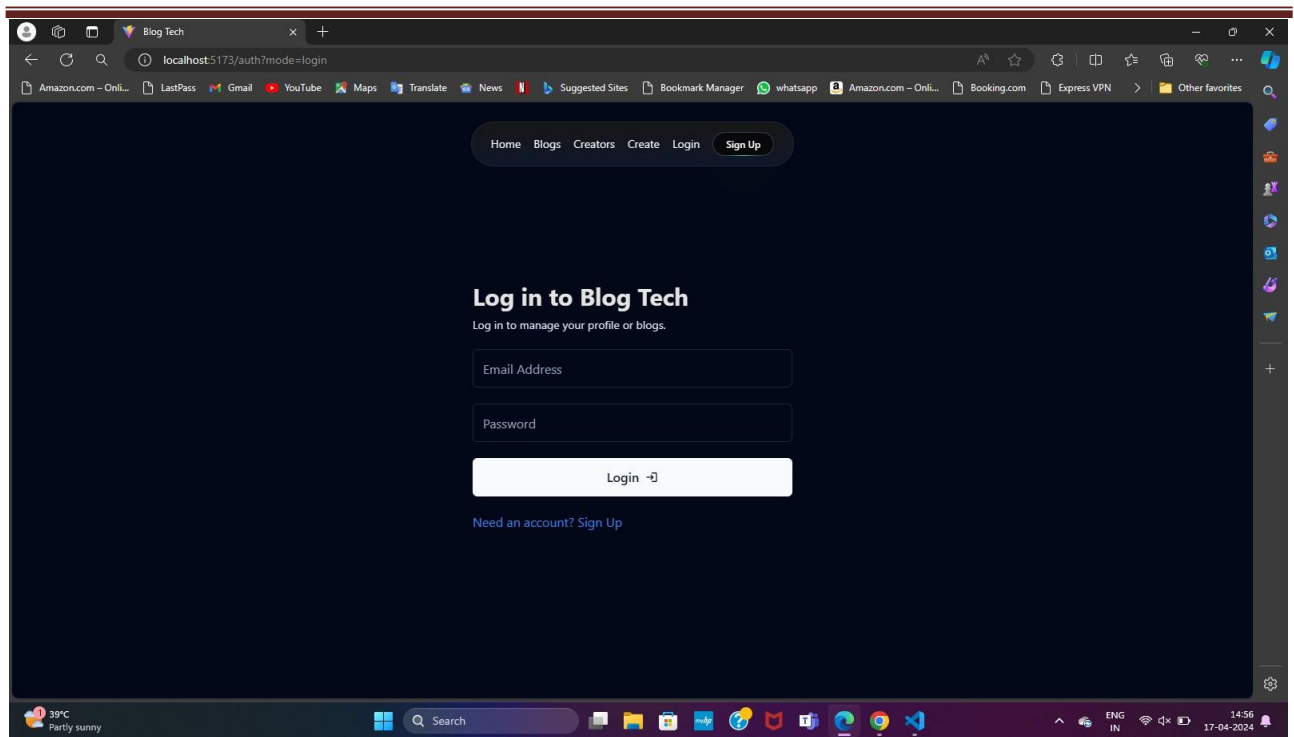 Blog Tech
localhost:5173/auth?mode=login
Amazon.com – Onli... LastPass Gmail YouTube Maps Translate News Suggested Sites Bookmark Manager whatsapp Amazon.com – Onli... Booking.com Express VPN Other favorites
Home Blogs Creators Create Login Sign Up
Log in to Blog Tech
Log in to manage your profile or blogs.
Email Address
Password
Login
Need an account? Sign Up
1 39°C
Partly sunny
Search
myhp
ENG
IN
14:56
17-04-2024